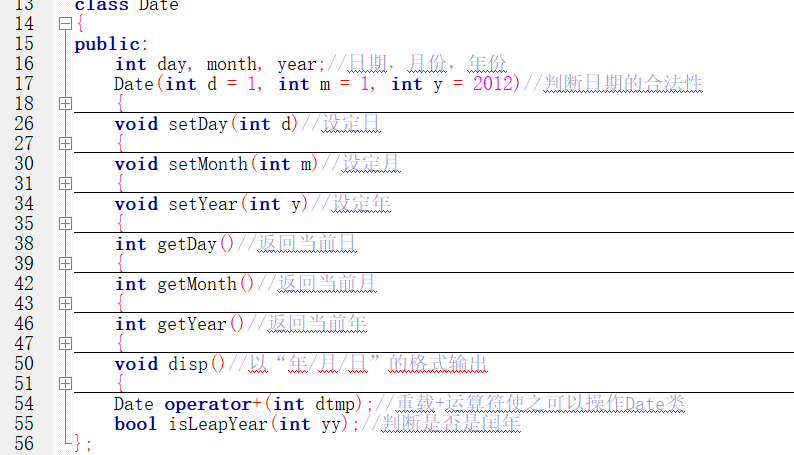 13 class Date
14 {
15 public:
16 int day, month, year;//日期，月份，年份
17 Date(int d = 1, int m = 1, int y = 2012)//判断日期的合法性
18 {
26 void setDay(int d)//设定日
27 {
30 void setMonth(int m)//设定月
31 {
34 void setYear(int y)//设定年
35 {
38 int getDay()//返回当前日
39 {
42 int getMonth()//返回当前月
43 {
46 int getYear()//返回当前年
47 {
50 void disp()//以“年/月/日”的格式输出
51 {
54 Date operator+(int dtmp);//重载+运算符使之可以操作Date类
55 bool isLeapYear(int yy);//判断是否是闰年
56 };